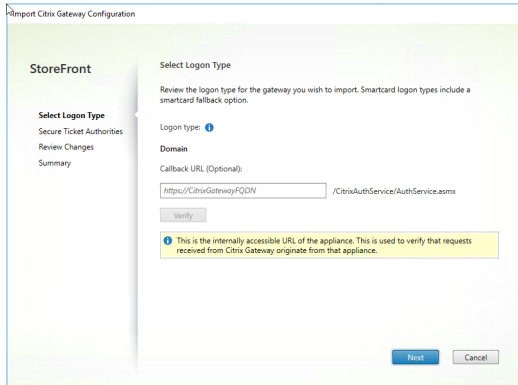 Import Citrix Gateway Configuration
StoreFront
Select Logon Type
Secure Ticket Authorities
Review Changes
Summary
Select Logon Type
Review the logon type for the gateway you wish to import. Smartcard logon types include a
smartcard fallback option.
Logon type:
Domain
Callback URL (Optional):
https://CitrixGatewayFQDN /CitrixAuthService/AuthService.asmx
Verify
This is the internally accessible URL of the appliance. This is used to verify that requests
received from Citrix Gateway originate from that appliance.
Next Cancel